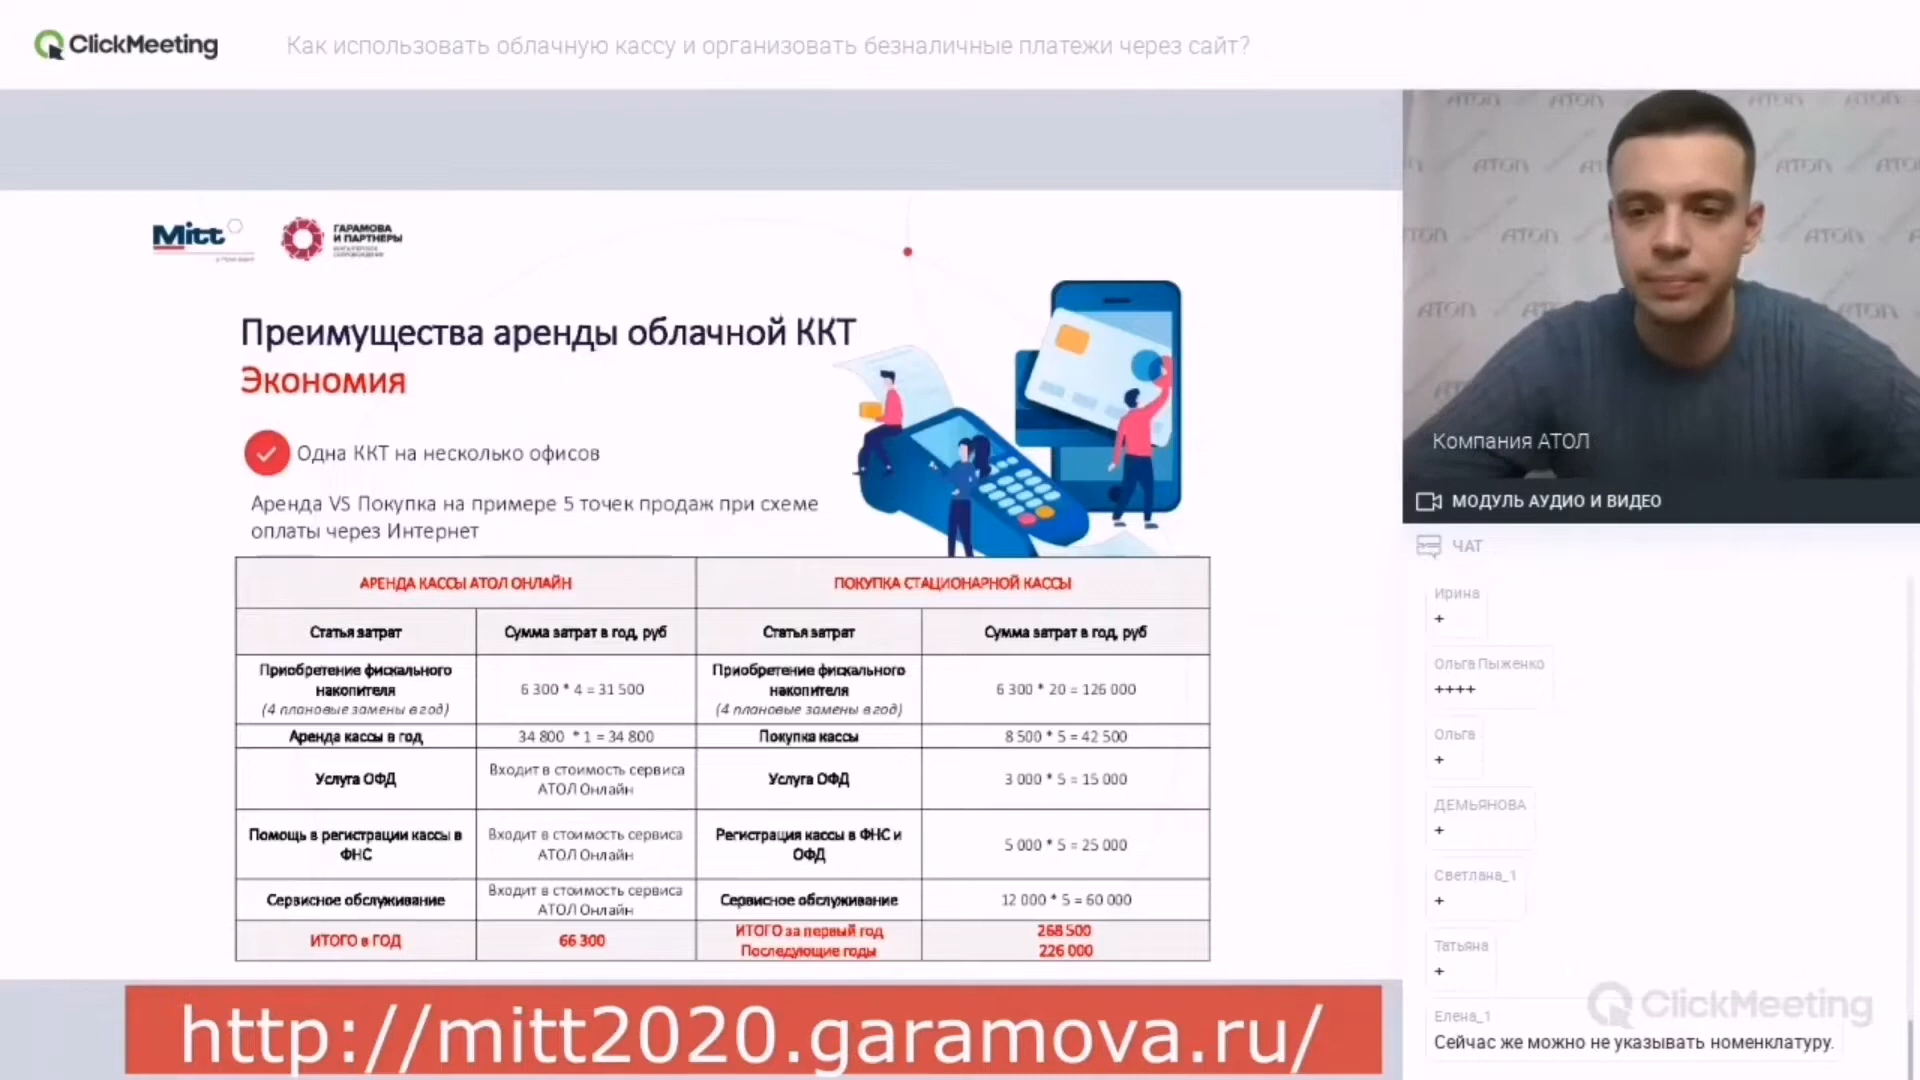 ClickMeeting
Как использовать облачную кассу и организовать безналичные платежи через сайт?
Mitt
ГАРАМОВА
И ПАРТНЕРЫ
Преимущества аренды облачной ККТ
Экономия
Одна ККТ на несколько офисов
Аренда VS Покупка на примере 5 точек продаж при схеме
оплаты через Интернет
АРЕНДА КАССЫ АТОЛ ОНЛАЙН
ПОКУПКА СТАЦИОНАРНОЙ КАССЫ
Статья затрат
Сумма затрат в год, руб
Статья затрат
Сумма затрат в год, руб
Приобретение фискального
накопителя
(4 плановые замены в год)
6 300 * 4 = 31 500
Приобретение фискального
накопителя
(4 плановые замены в год)
6 300 * 20 = 126 000
Аренда кассы в год
34 800 * 1 = 34 800
Покупка кассы
8 500 * 5 = 42 500
Услуга ОФД
Входит в стоимость сервиса
АТОЛ Онлайн
Услуга ОФД
3 000 * 5 = 15 000
Помощь в регистрации кассы в
ФНС
Входит в стоимость сервиса
АТОЛ Онлайн
Регистрация кассы в ФНС и
ОФД
5 000 * 5 = 25 000
Сервисное обслуживание
Входит в стоимость сервиса
АТОЛ Онлайн
Сервисное обслуживание
12 000 * 5 = 60 000
ИТОГО в ГОД
66 300
ИТОГО за первый год
Последующие годы
268 500
226 000
http://mitt2020.garamova.ru/
АТОЛ
Компания АТОЛ
МОДУЛЬ АУДИО И ВИДЕО
ЧАТ
Ирина
+
Ольга Пыженко
++++
Ольга
+
ДЕМЬЯНОВА
+
Светлана_1
+
Татьяна
+
Елена_1
Сейчас же можно не указывать номенклатуру.
ClickMeeting